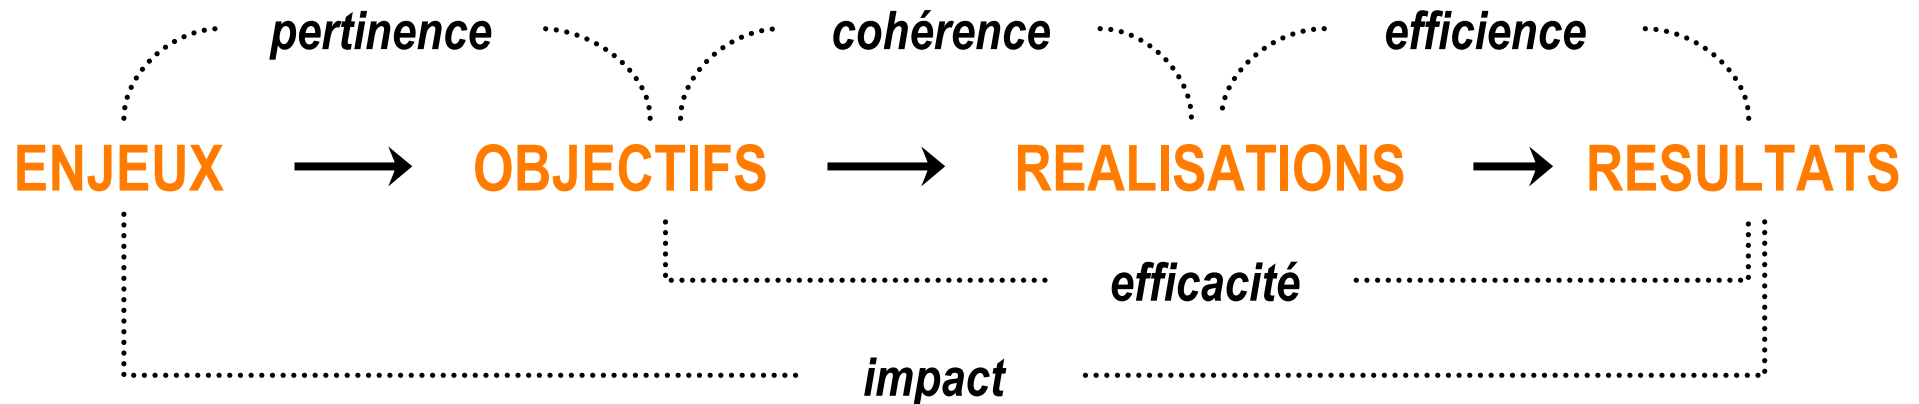 pertinence cohérence efficience
ENJEUX OBJECTIFS REALISATIONS RESULTATS
efficacité
impact